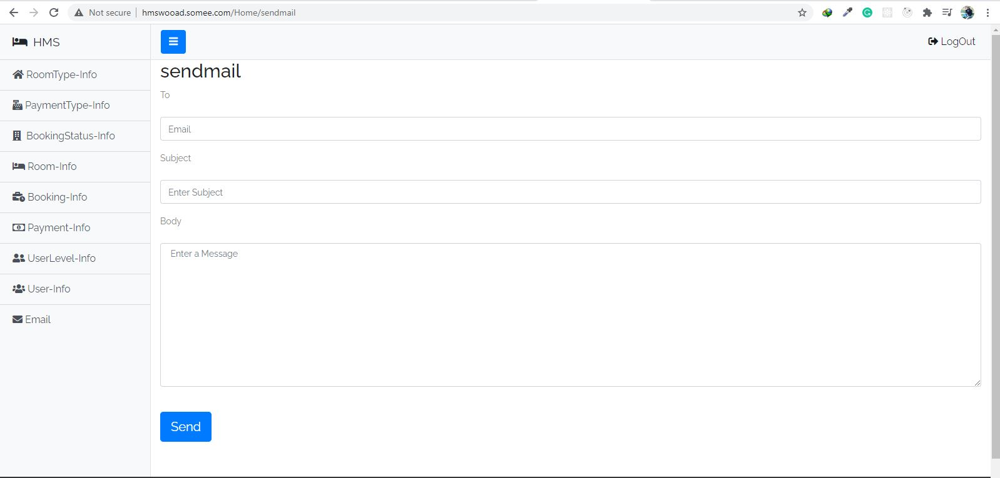 Not secure | hmswooad.somee.com/Home/sendmail
HMS
LogOut
RoomType-Info
PaymentType-Info
BookingStatus-Info
Room-Info
Booking-Info
Payment-Info
UserLevel-Info
User-Info
Email
sendmail
To
Email
Subject
Enter Subject
Body
Enter a Message
Send